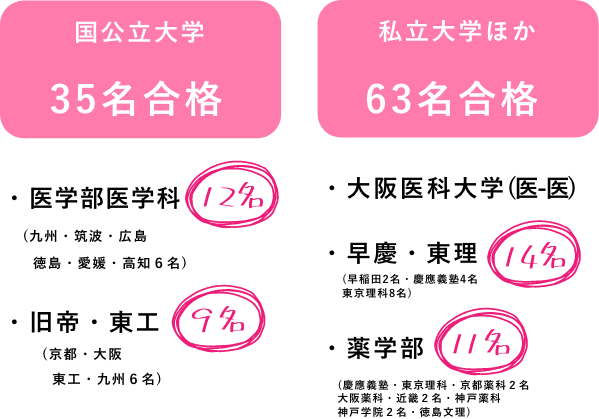 国公立大学
35名合格
・医学部医学科 12名
(九州・筑波・広島
徳島・愛媛・高知６名)
・旧帝・東工 9名
(京都・大阪
東工・九州６名)
私立大学ほか
63名合格
・大阪医科大学(医-医)
・早慶・東理 14名
(早稲田2名・慶應義塾4名
東京理科8名)
・薬学部 11名
(慶應義塾・東京理科・京都薬科２名
大阪薬科・近畿２名・神戸薬科
神戸学院２名・徳島文理)